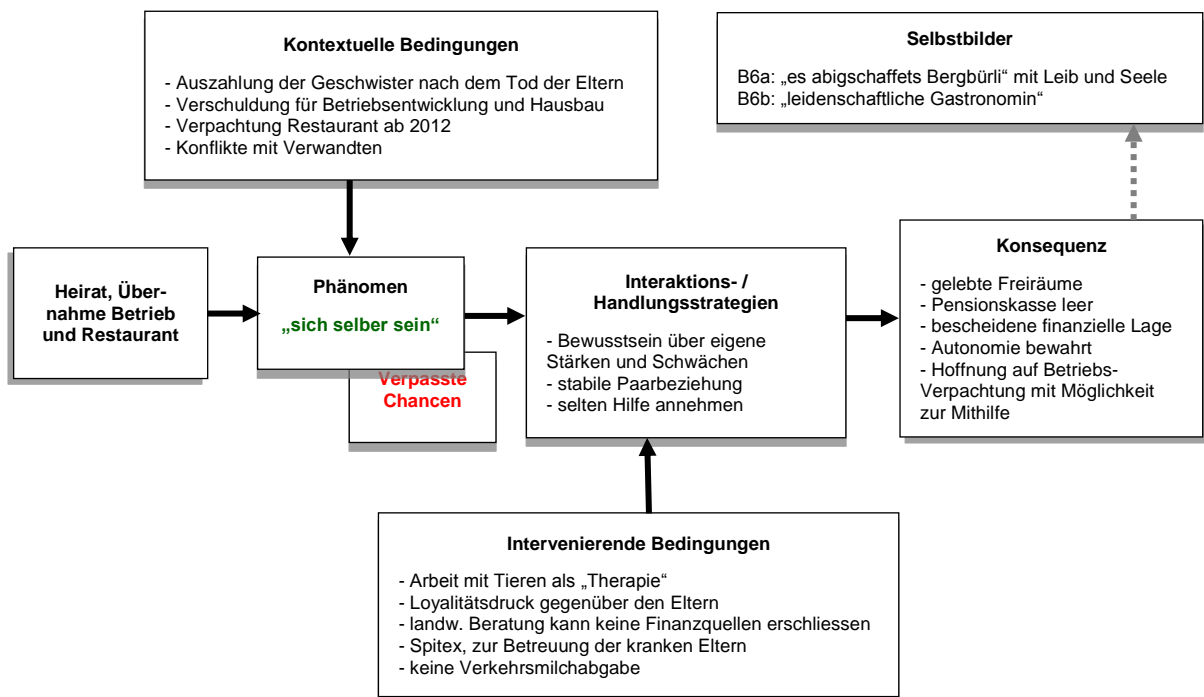 Kontextuelle Bedingungen
- Auszahlung der Geschwister nach dem Tod der Eltern
- Verschuldung für Betriebsentwicklung und Hausbau
- Verpachtung Restaurant ab 2012
- Konflikte mit Verwandten
Selbstbilder
B6a: „es abigschaffets Bergbürli“ mit Leib und Seele
B6b: „leidenschaftliche Gastronomin“
Heirat, Über-
nahme Betrieb
und Restaurant
Phänomen
„sich selber sein“
Verpasste
Chancen
Interaktions- /
Handlungsstrategien
- Bewusstsein über eigene
Stärken und Schwächen
- stabile Paarbeziehung
- selten Hilfe annehmen
Konsequenz
- gelebte Freiräume
- Pensionskasse leer
- bescheidene finanzielle Lage
- Autonomie bewahrt
- Hoffnung auf Betriebs-
Verpachtung mit Möglichkeit
zur Mithilfe
Intervenierende Bedingungen
- Arbeit mit Tieren als „Therapie“
- Loyalitätsdruck gegenüber den Eltern
- landw. Beratung kann keine Finanzquellen erschliessen
- Spitex, zur Betreuung der kranken Eltern
- keine Verkehrsmilchabgabe